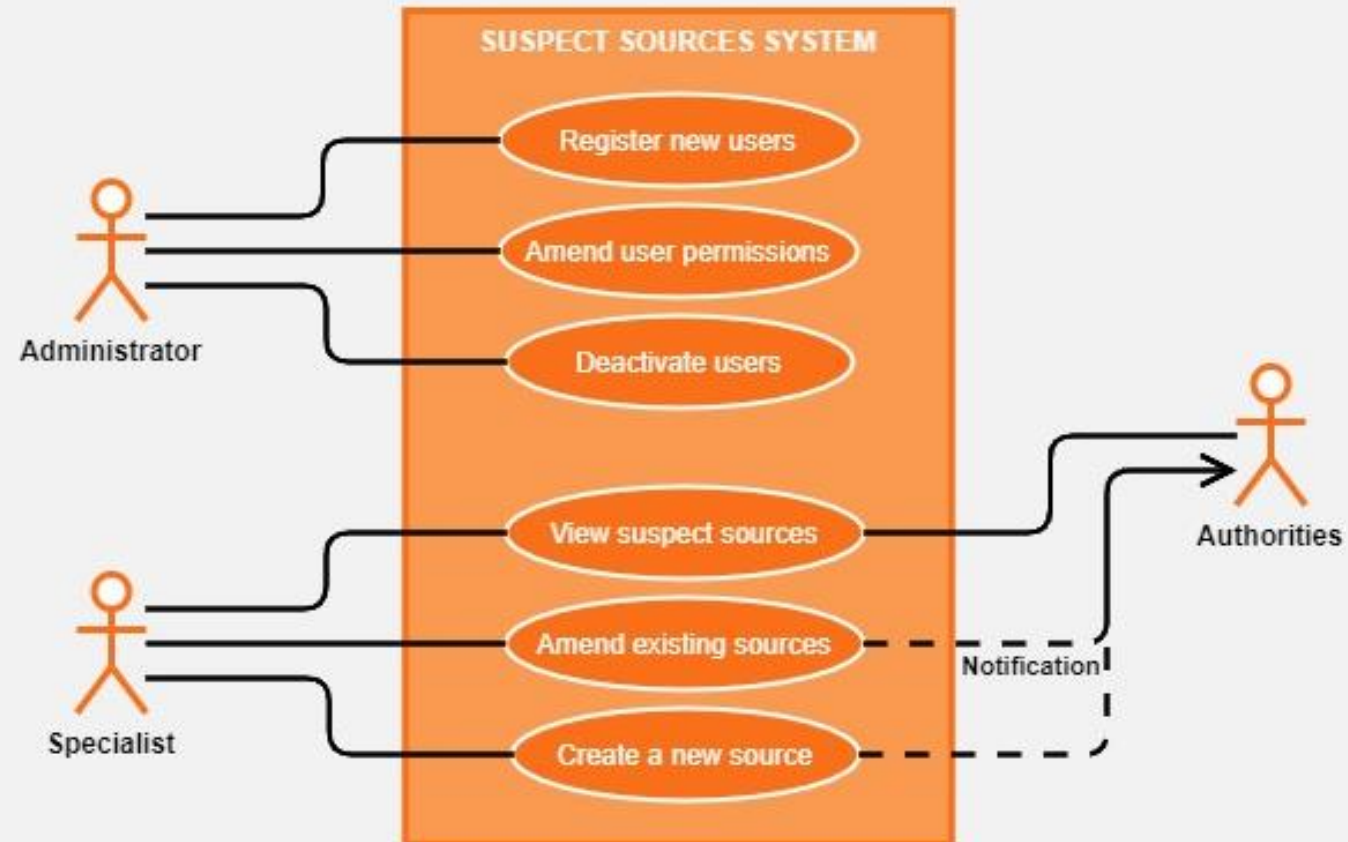 SUSPECT SOURCES SYSTEM
Register new users
Amend user permissions
Deactivate users
Administrator
View suspect sources
Authorities
Amend existing sources
Notification
Create a new source
Specialist